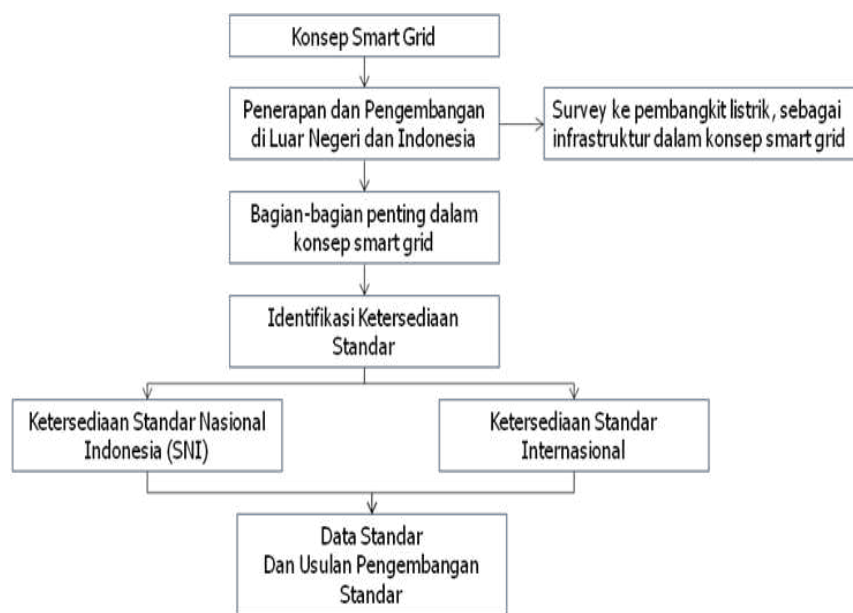 Konsep Smart Grid
Penerapan dan Pengembangan
di Luar Negeri dan Indonesia
Survey ke pembangkit listrik, sebagai
infrastruktur dalam konsep smart grid
Bagian-bagian penting dalam
konsep smart grid
Identifikasi Ketersediaan
Standar
Ketersediaan Standar Nasional
Indonesia (SNI)
Ketersediaan Standar
Internasional
Data Standar
Dan Usulan Pengembangan
Standar